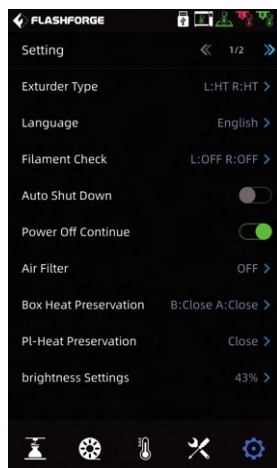 FLASHFORGE
Setting 1/2
Exturder Type L:HT R:HT
Language English
Filament Check L:OFF R:OFF
Auto Shut Down
Power Off Continue
Air Filter OFF
Box Heat Preservation B:Close A:Close
Pl-Heat Preservation Close
brightness Settings 43%